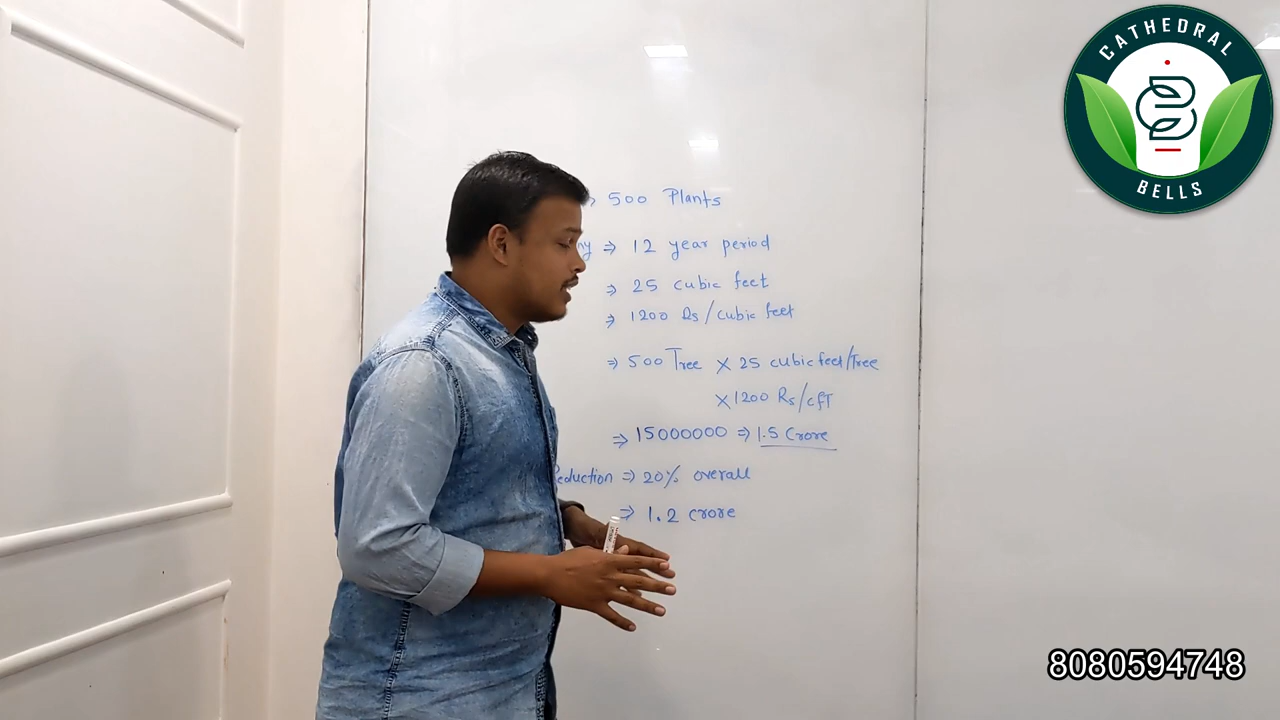 CATHEDRAL
BELLS
⇒ 500 Plants
⇒ 12 year period
⇒ 25 cubic feet
⇒ 1200 Rs/cubic feet
⇒ 500 Tree × 25 cubic feet/Tree
× 1200 Rs/cft
⇒ 15000000 ⇒ 1.5 Crore
Reduction ⇒ 20% overall
⇒ 1.2 crore
8080594748